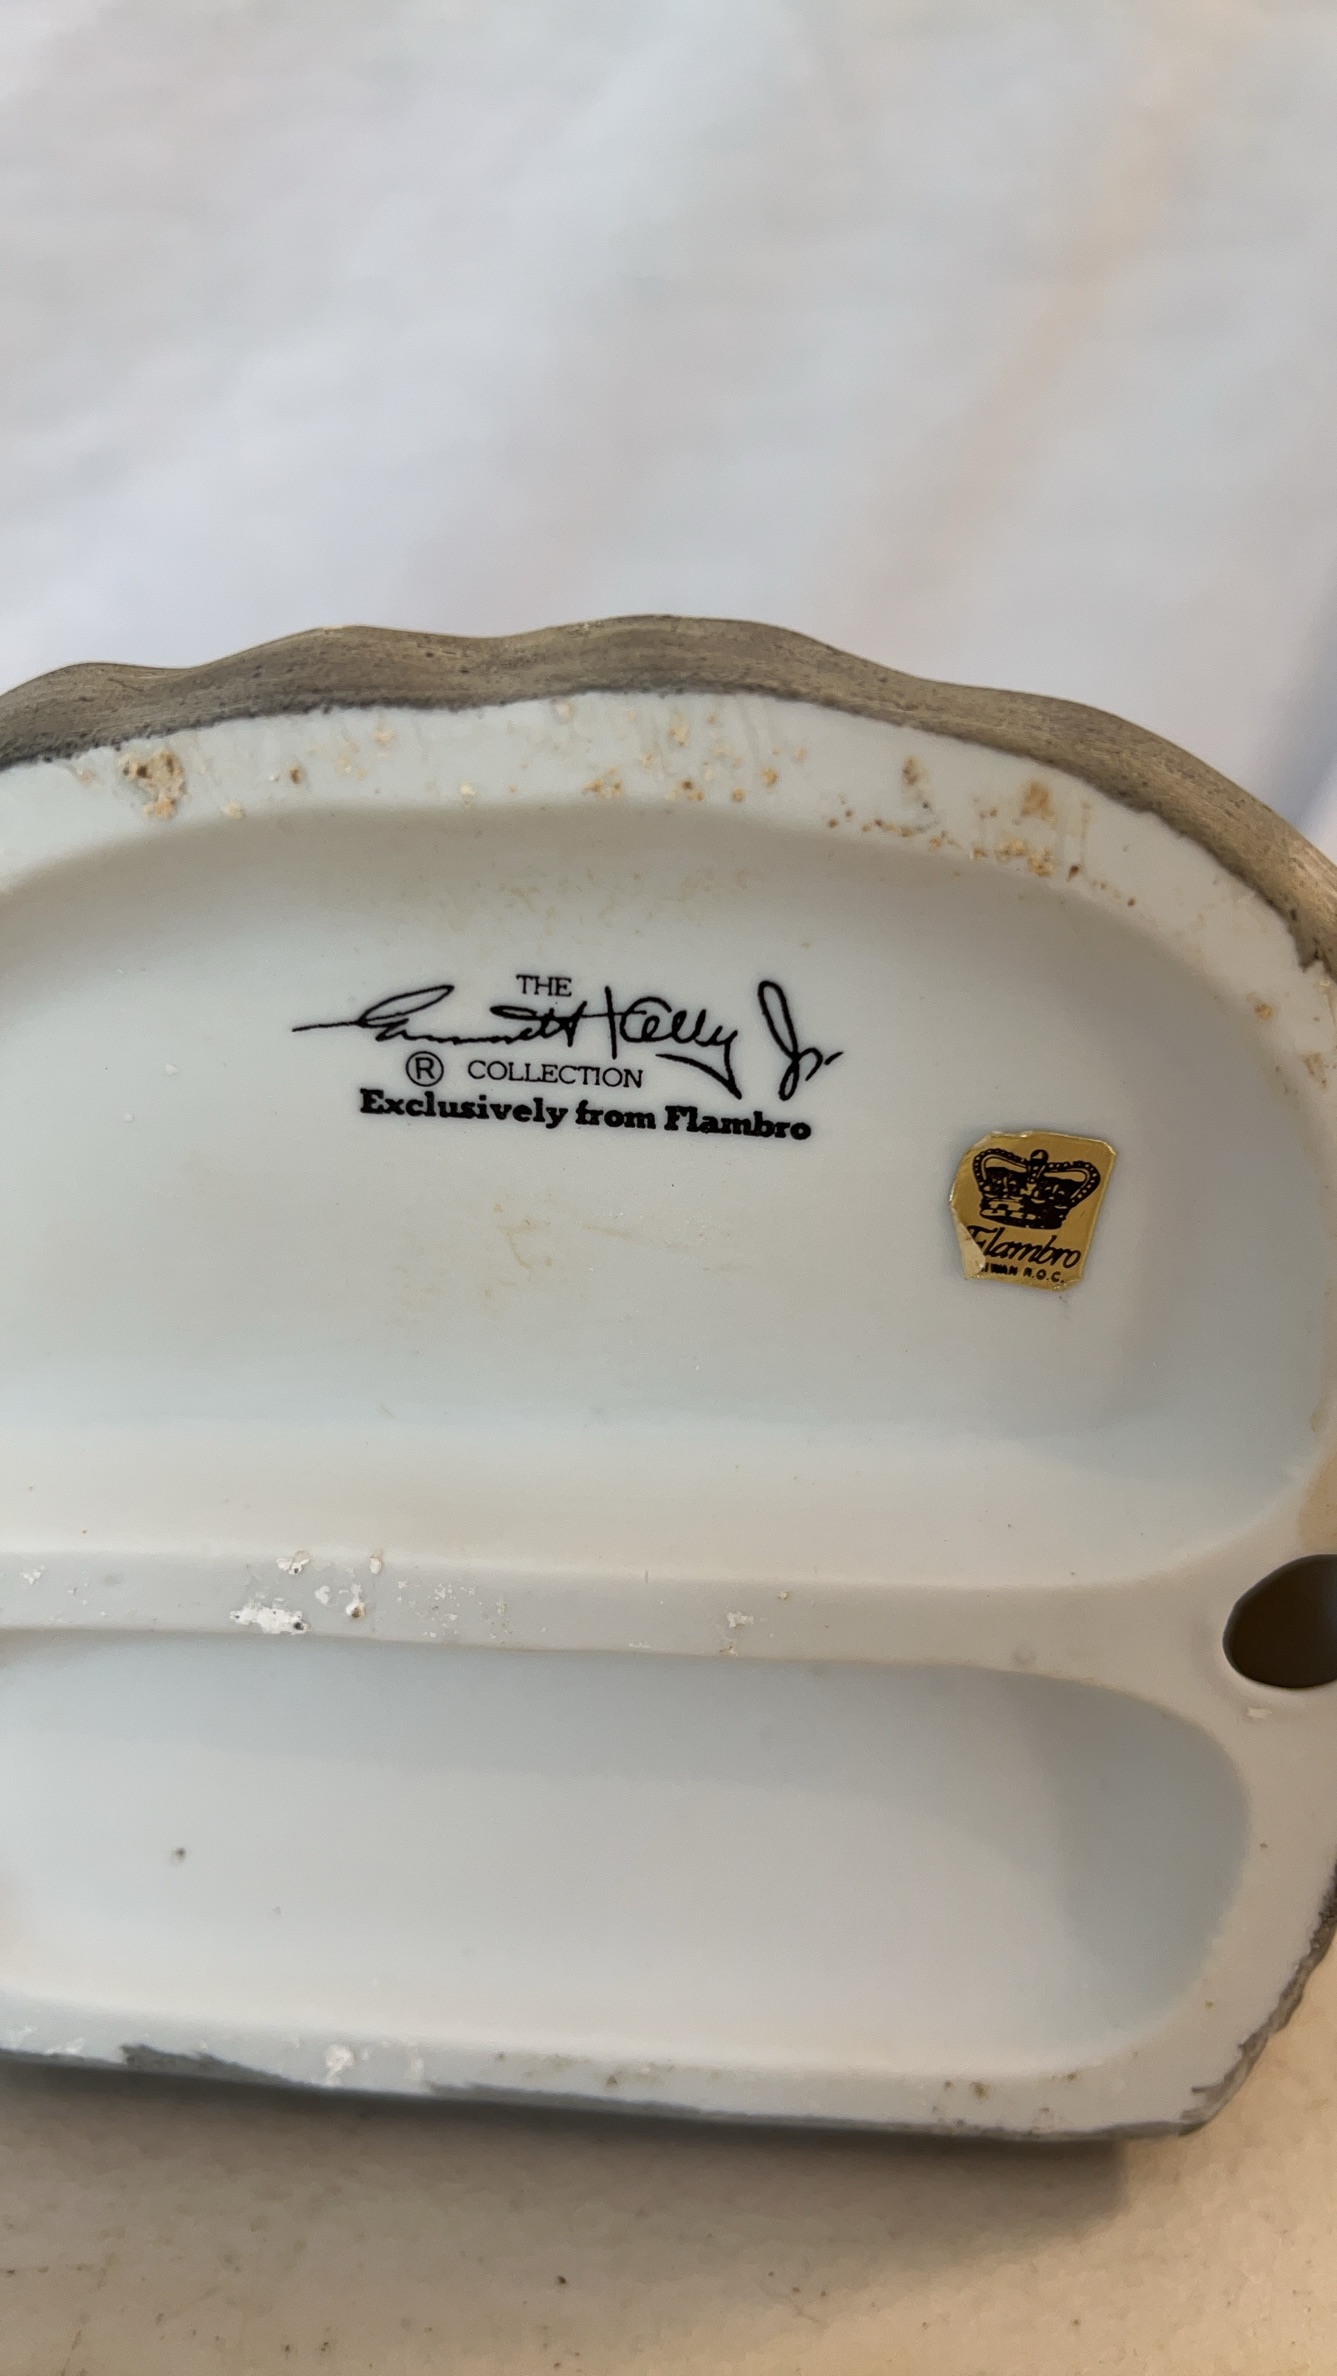 THE
Emmett Kelly Jr.
® COLLECTION
Exclusively from Flambro
Flambro
R.O.C.